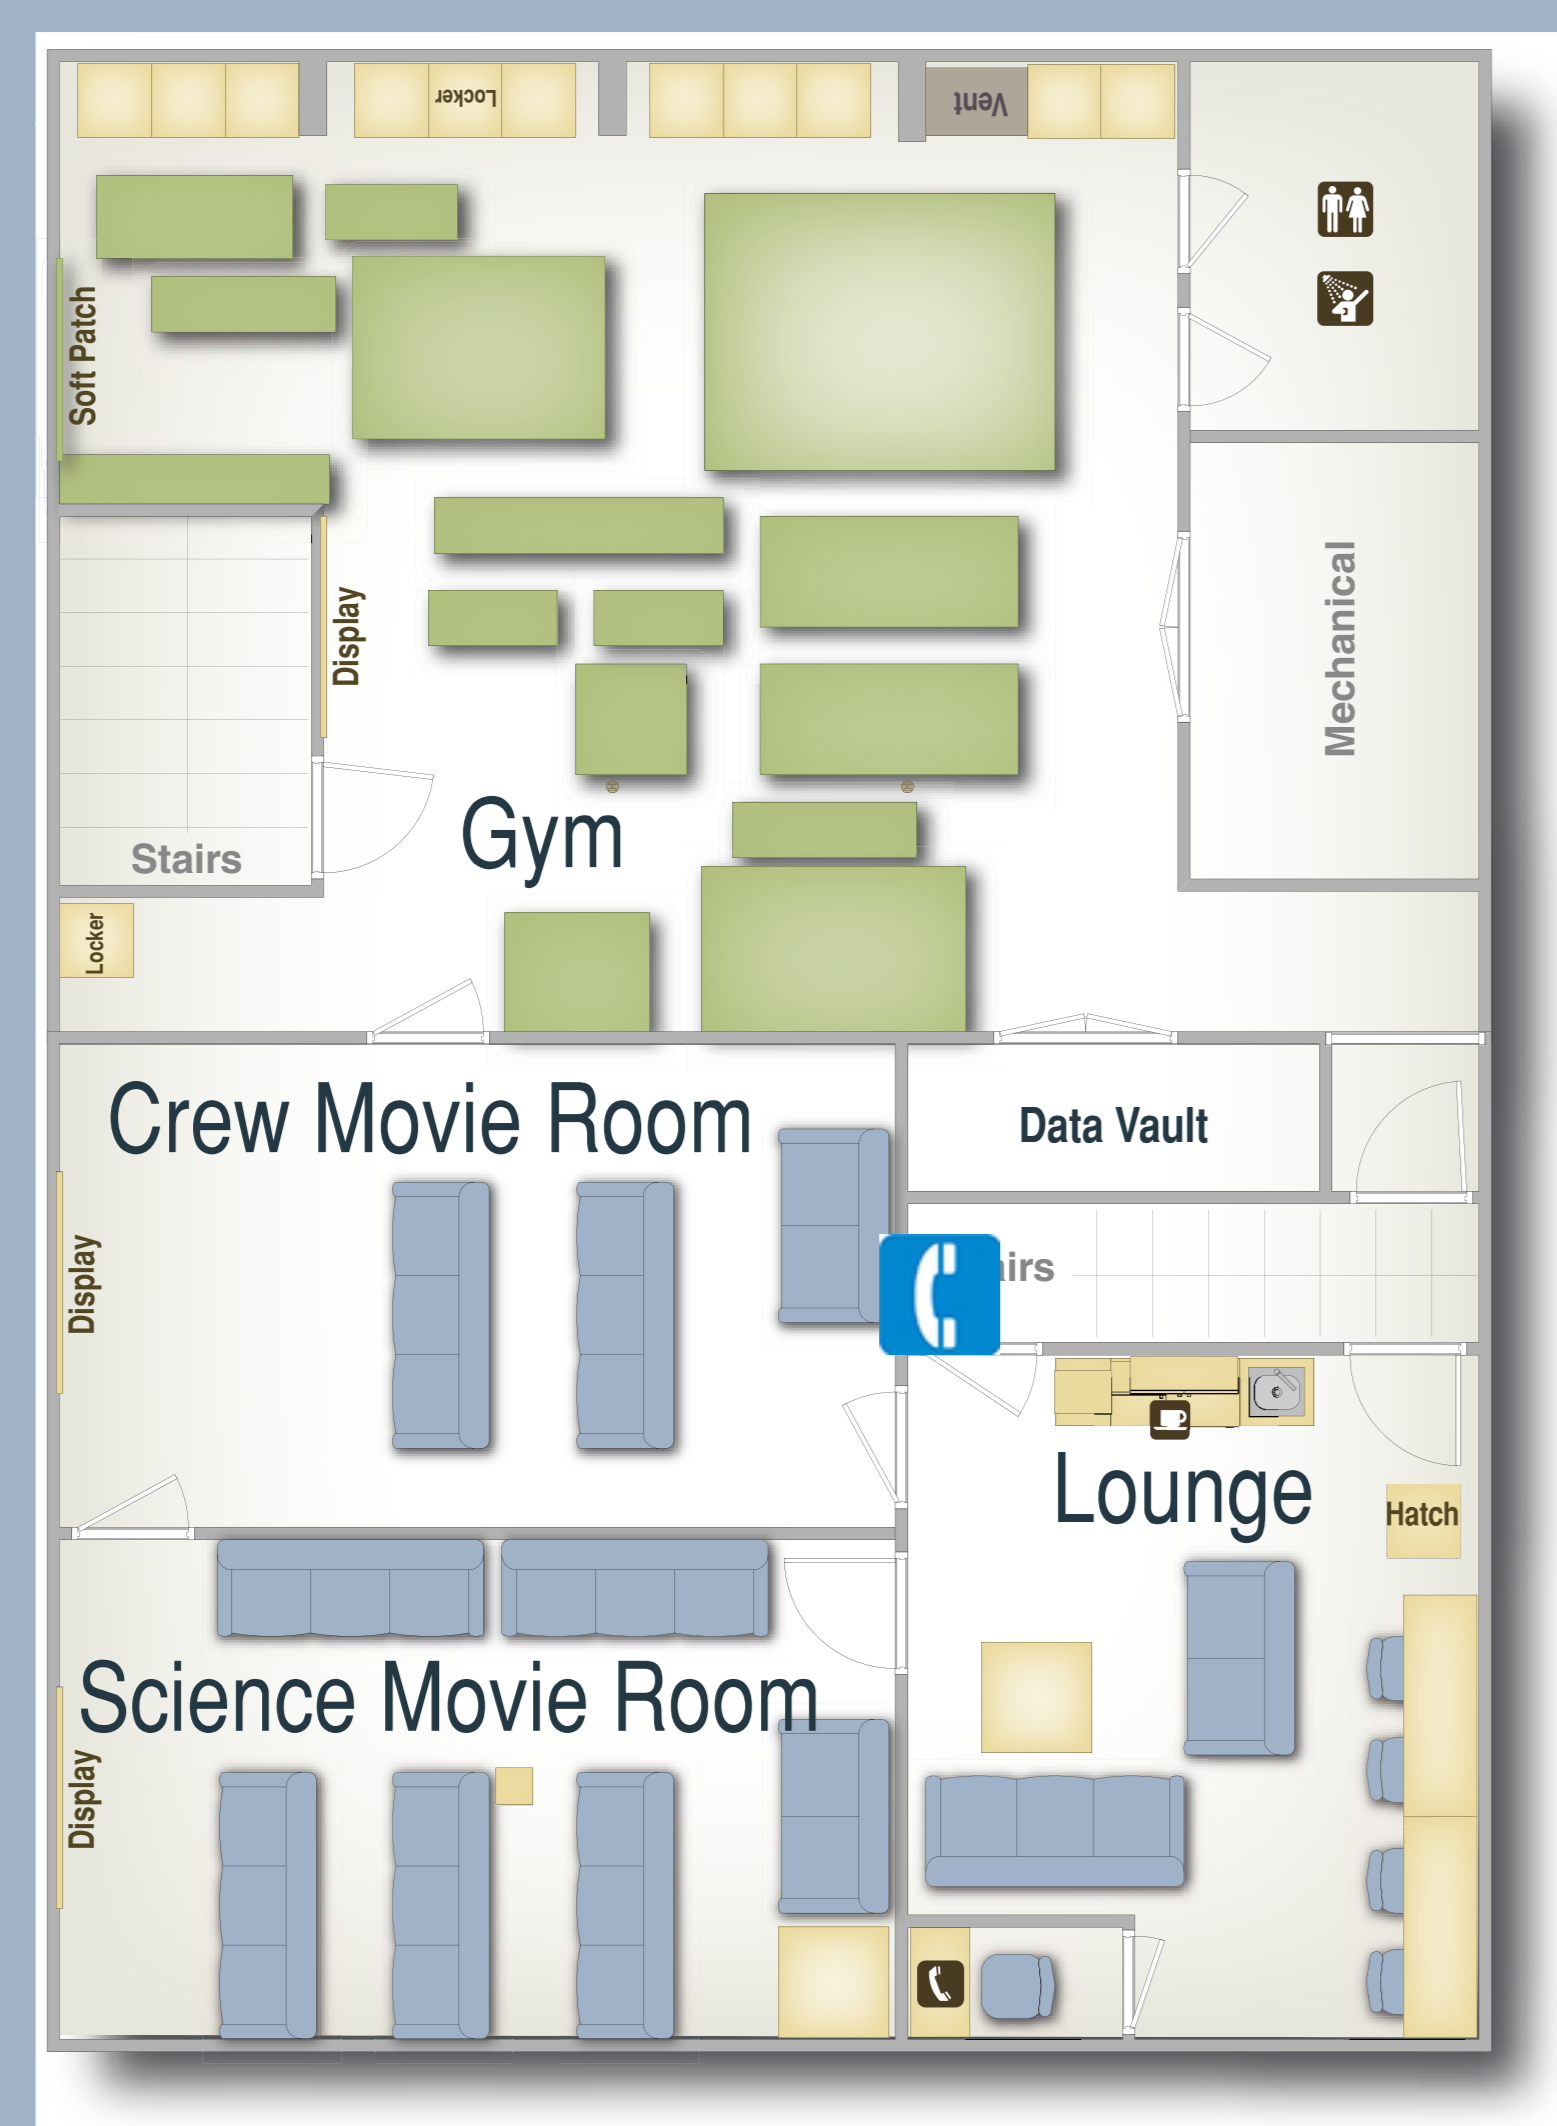 Locker
Vent
Soft Patch
Display
Mechanical
Gym
Stairs
Locker
Crew Movie Room
Data Vault
Display
airs
Lounge
Hatch
Science Movie Room
Display